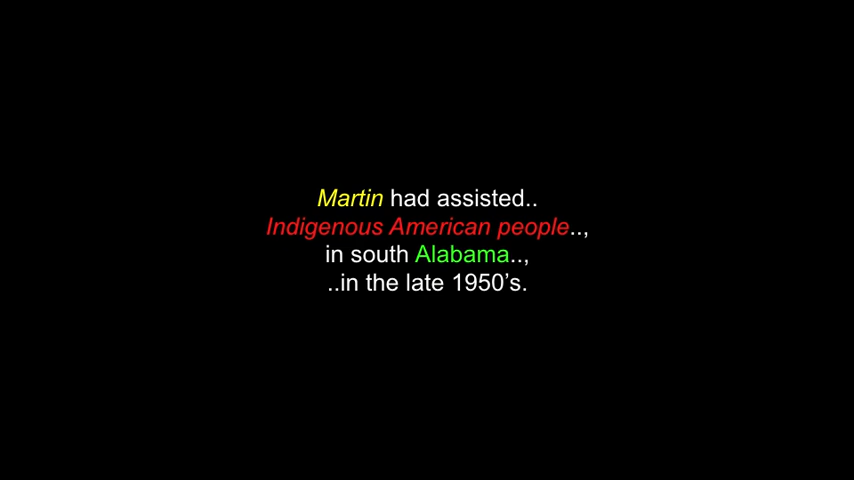 Martin had assisted..
Indigenous American people..,
in south Alabama..,
..in the late 1950’s.